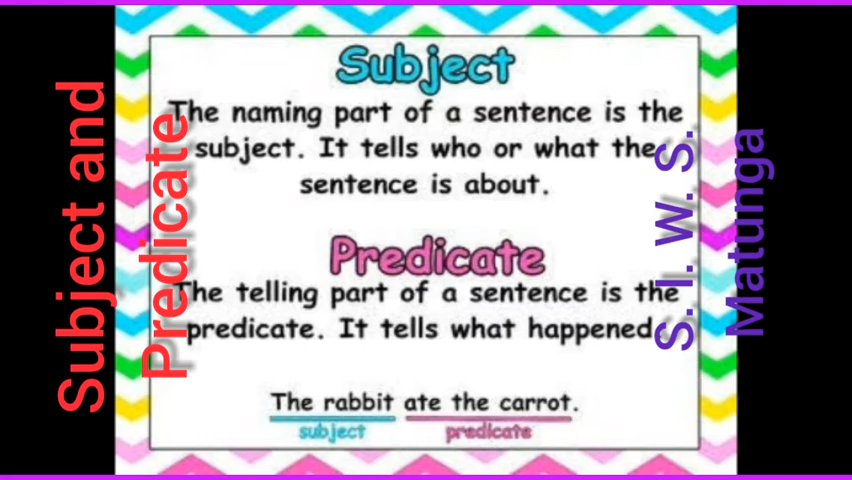 Subject and
Predicate
Subject
The naming part of a sentence is the
subject. It tells who or what the
sentence is about.
Predicate
The telling part of a sentence is the
predicate. It tells what happened.
The rabbit ate the carrot.
subject predicate
S. I. W. S.
Matunga